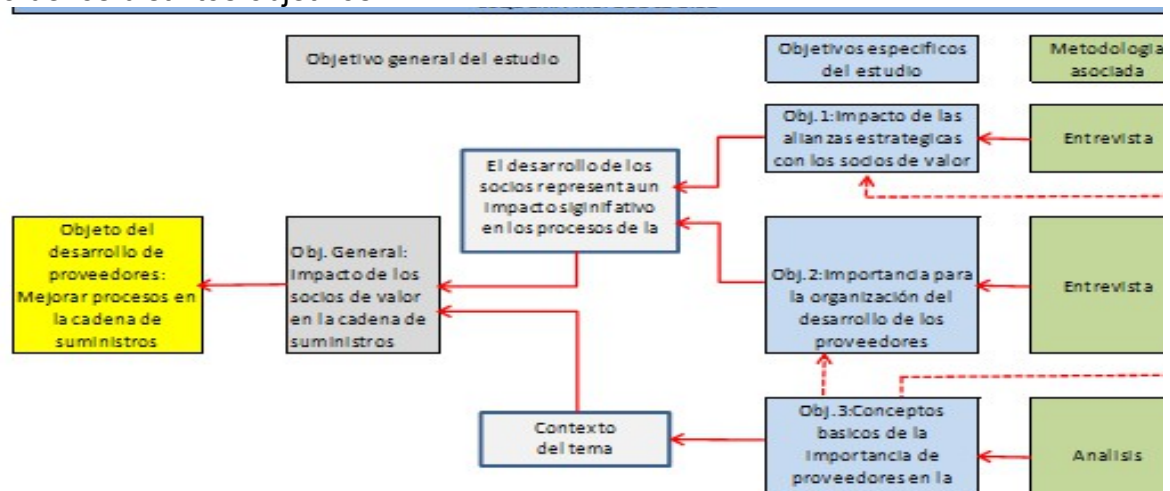 Objetivo general del estudio
Objetivos especificos
del estudio
Metodologia
asociada
Obj.1:Impacto de las
alianzas estrategicas
con los socios de valor
Entrevista
El desarrollo de los
socios representa un
impacto siginifativo
en los procesos de la
Objeto del
desarrollo de
proveedores:
Mejorar procesos en
la cadena de
suministros
Obj. General:
Impacto de los
socios de valor
en la cadena de
suministros
Obj.2:Importancia para
la organización del
desarrollo de los
proveedores
Entrevista
Contexto
del tema
Obj.3:Conceptos
basicos de la
importancia de
proveedores en la
Analisis